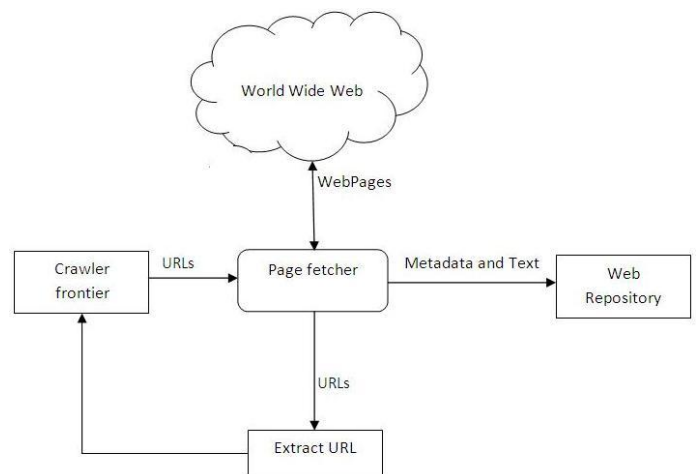 World Wide Web
WebPages
Crawler
frontier
URLs
Page fetcher
Metadata and Text
Web
Repository
URLs
Extract URL